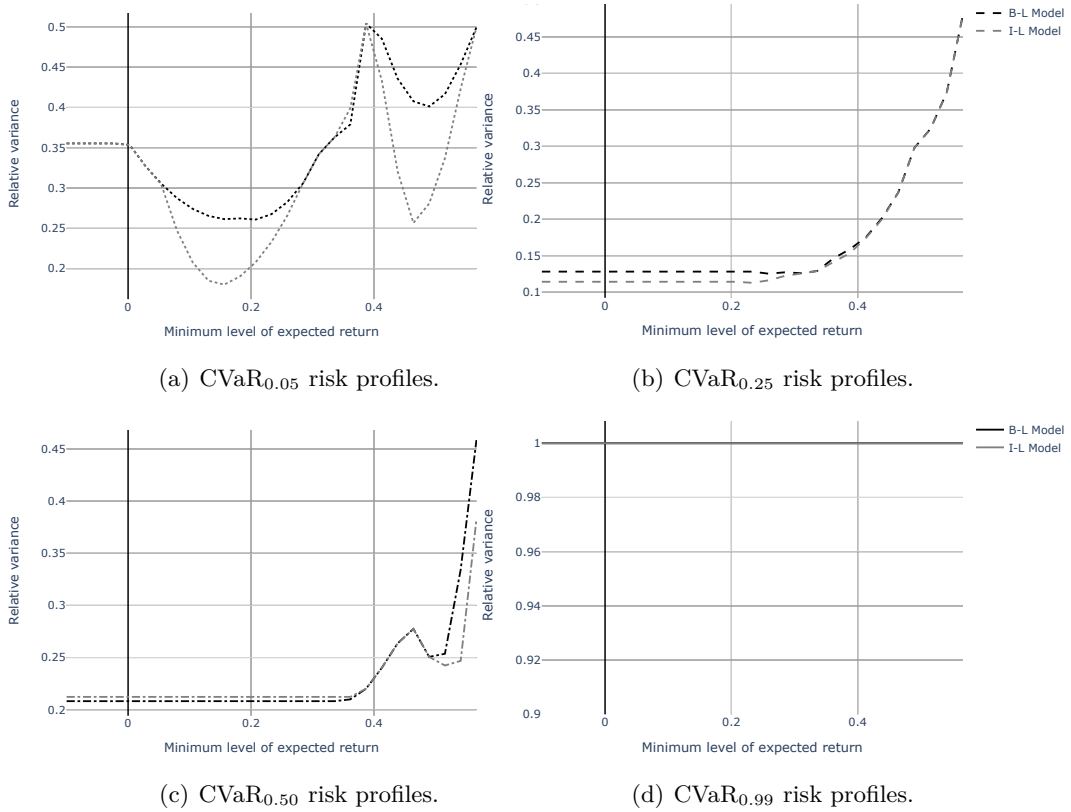 0.5
0.45
0.4
0.35
0.3
0.25
0.2
Relative variance
0
0.2
0.4
Minimum level of expected return
(a) CVaR0.05 risk profiles.
0.45
0.4
0.35
0.3
0.25
0.2
0.15
0.1
Relative variance
0
0.2
0.4
Minimum level of expected return
B-L Model
I-L Model
(b) CVaR0.25 risk profiles.
0.45
0.4
0.35
0.3
0.25
0.2
Relative variance
0
0.2
0.4
Minimum level of expected return
(c) CVaR0.50 risk profiles.
1
0.98
0.96
0.94
0.92
0.9
Relative variance
0
0.2
0.4
Minimum level of expected return
B-L Model
I-L Model
(d) CVaR0.99 risk profiles.